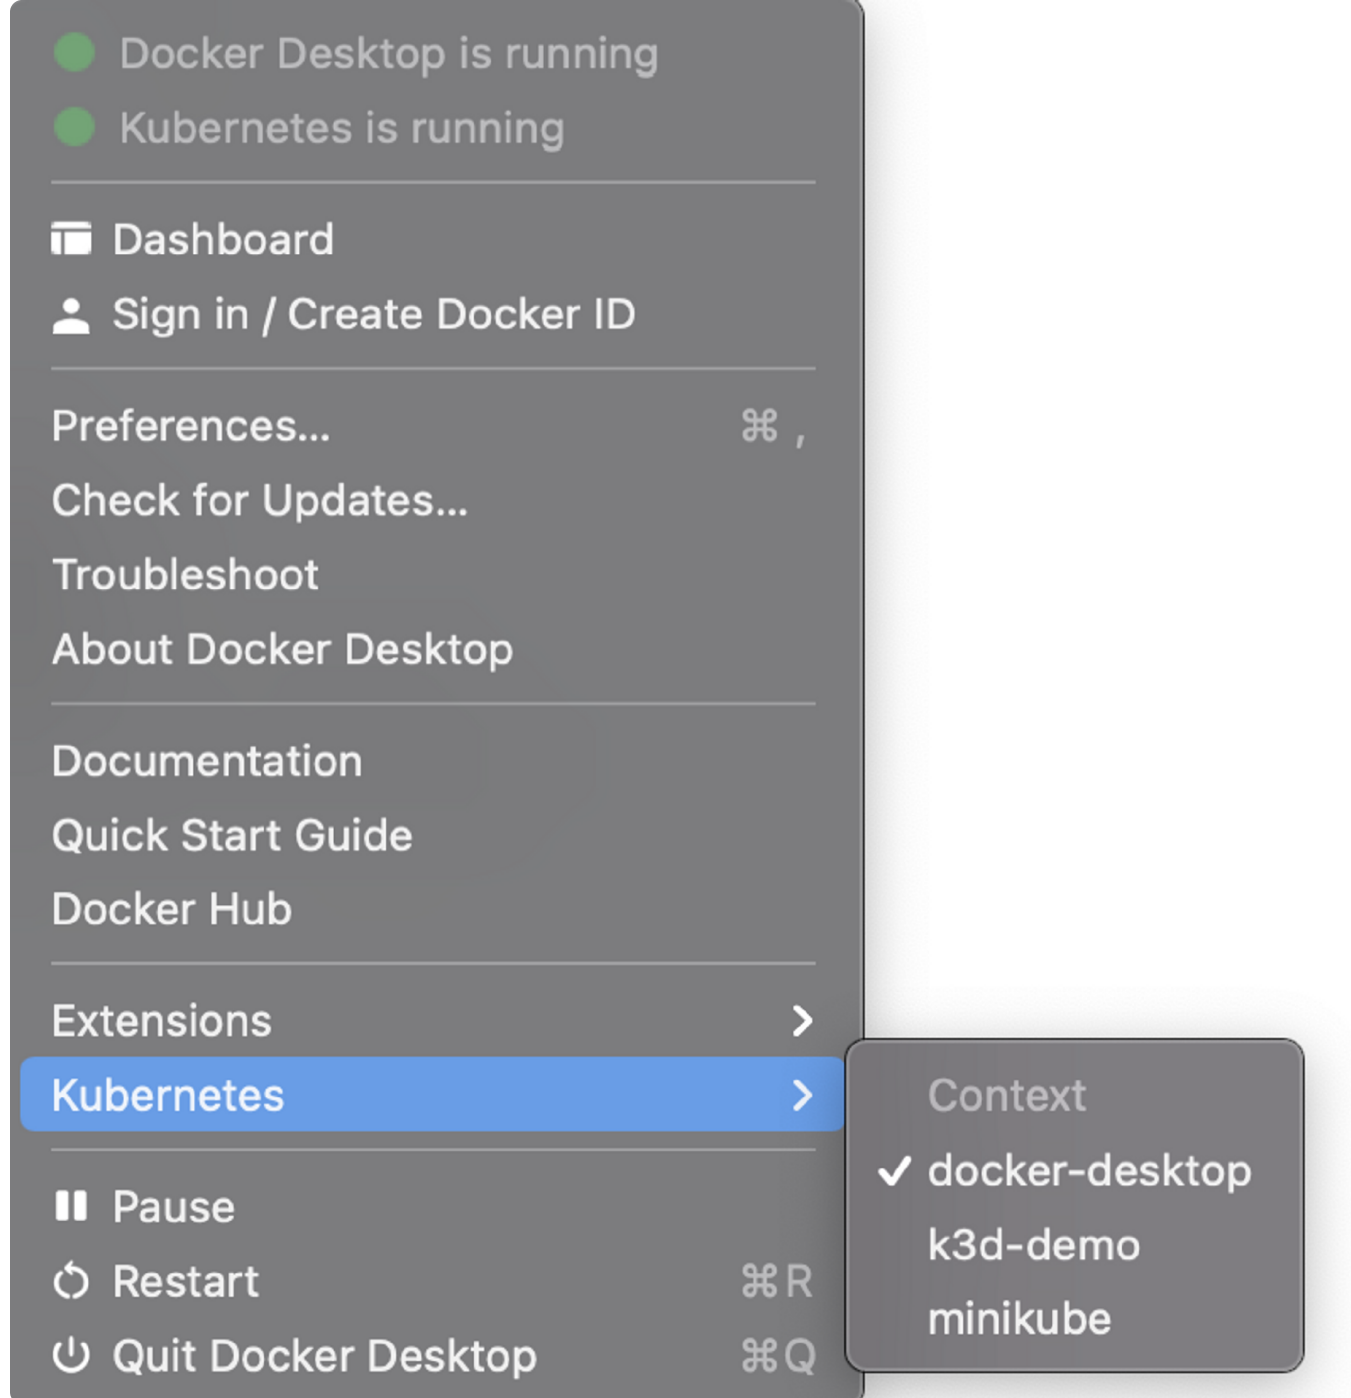 Docker Desktop is running
Kubernetes is running
Dashboard
Sign in / Create Docker ID
Preferences... ⌘ ,
Check for Updates...
Troubleshoot
About Docker Desktop
Documentation
Quick Start Guide
Docker Hub
Extensions
Kubernetes
Context
docker-desktop
k3d-demo
minikube
Pause
Restart ⌘R
Quit Docker Desktop ⌘Q